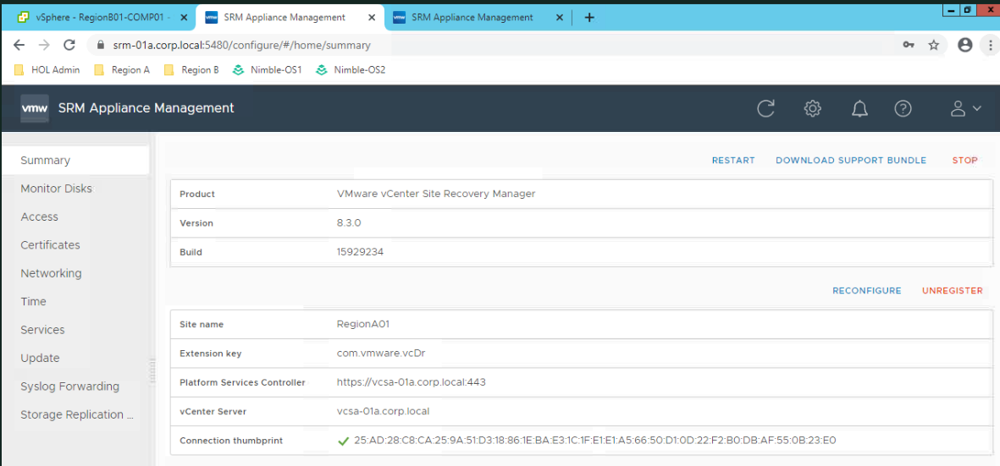 vSphere - RegionB01-COMP01 -
SRM Appliance Management
SRM Appliance Management
srm-01a.corp.local:5480/configure/#/home/summary
HOL Admin Region A Region B Nimble-OS1 Nimble-OS2
vmw SRM Appliance Management
Summary
Monitor Disks
Access
Certificates
Networking
Time
Services
Update
Syslog Forwarding
Storage Replication ...
RESTART DOWNLOAD SUPPORT BUNDLE STOP
Product VMware vCenter Site Recovery Manager
Version 8.3.0
Build 15929234
RECONFIGURE UNREGISTER
Site name RegionA01
Extension key com.vmware.vcDr
Platform Services Controller https://vcsa-01a.corp.local:443
vCenter Server vcsa-01a.corp.local
Connection thumbprint 25:AD:28:C8:CA:25:9A:51:D3:18:86:1E:BA:E3:1C:1F:E1:E1:A5:66:50:D1:0D:22:F2:B0:DB:AF:55:0B:23:E0